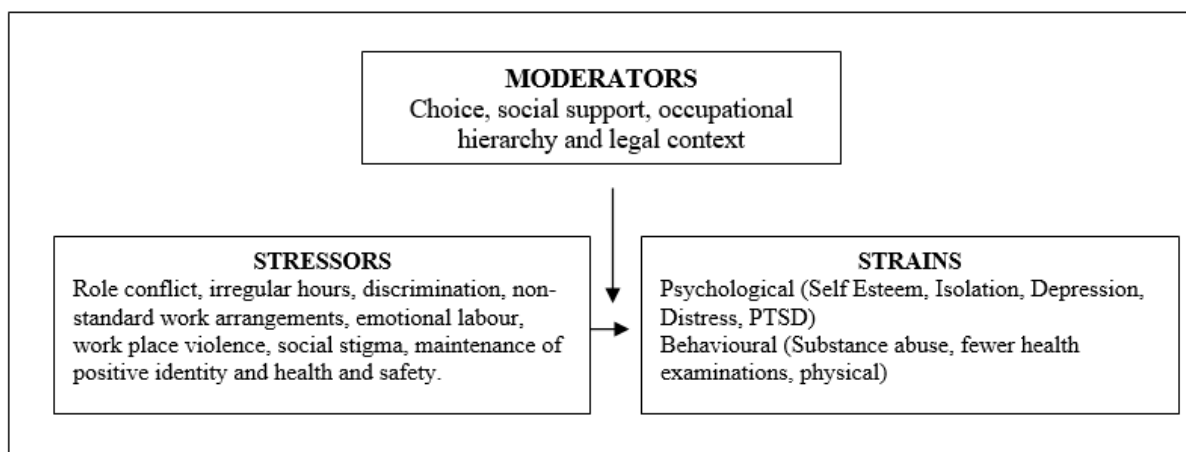 MODERATORS
Choice, social support, occupational
hierarchy and legal context
STRESSORS
Role conflict, irregular hours, discrimination, non-
standard work arrangements, emotional labour,
work place violence, social stigma, maintenance of
positive identity and health and safety.
STRAINS
Psychological (Self Esteem, Isolation, Depression,
Distress, PTSD)
Behavioural (Substance abuse, fewer health
examinations, physical)